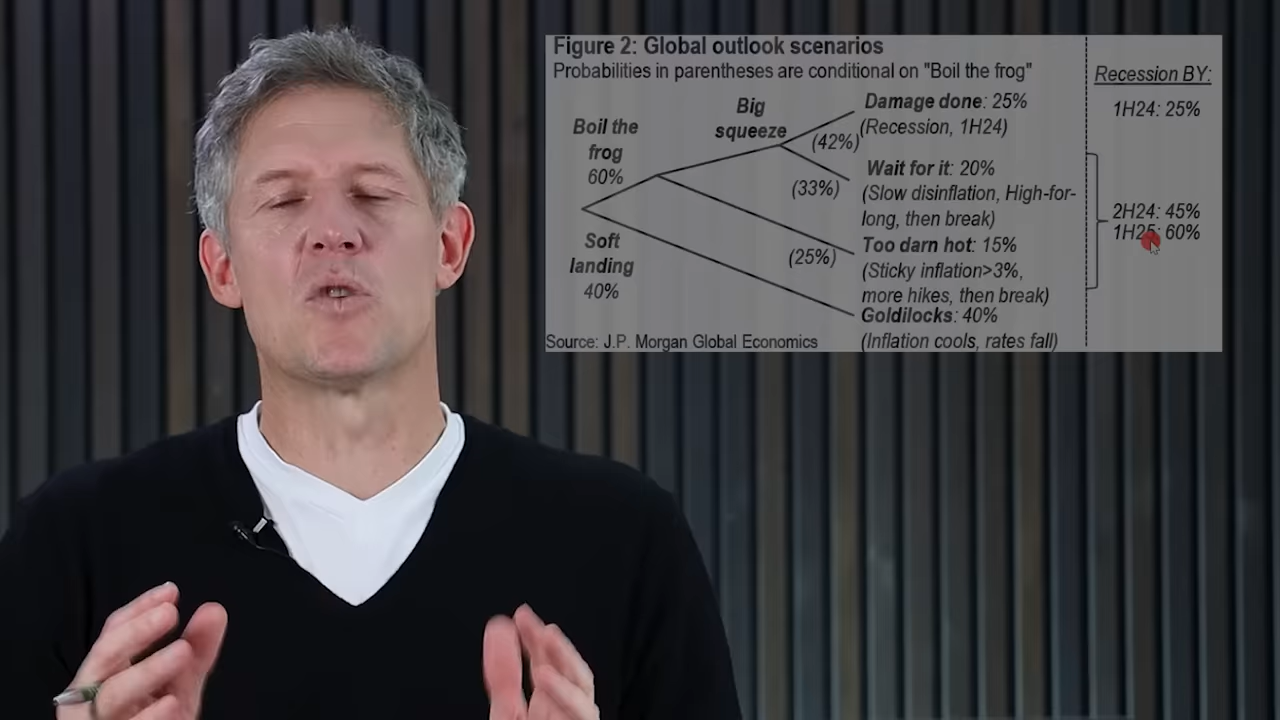 Figure 2: Global outlook scenarios
Probabilities in parentheses are conditional on "Boil the frog"
Boil the
frog
60%
Soft
landing
40%
Big
squeeze
(42%)
(33%)
(25%)
Damage done: 25%
(Recession, 1H24)
Wait for it: 20%
(Slow disinflation, High-for-
long, then break)
Too darn hot: 15%
(Sticky inflation>3%,
more hikes, then break)
Goldilocks: 40%
(Inflation cools, rates fall)
Recession BY:
1H24: 25%
2H24: 45%
1H25: 60%
Source: J.P. Morgan Global Economics